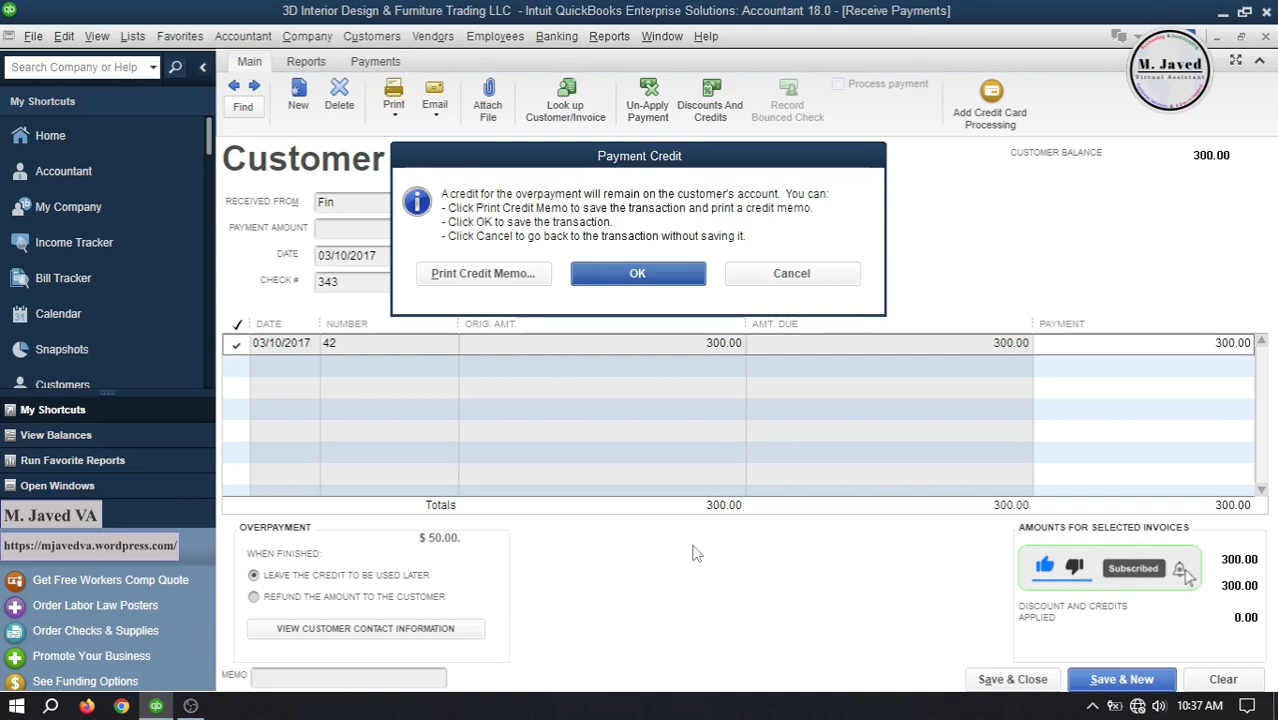 3D Interior Design & Furniture Trading LLC - Intuit QuickBooks Enterprise Solutions: Accountant 18.0 - [Receive Payments]
File Edit View Lists Favorites Accountant Company Customers Vendors Employees Banking Reports Window Help
Search Company or Help
Main Reports Payments
M. Javed
Virtual Assistant
My Shortcuts
Find
New
Delete
Print
Email
Attach File
Look up Customer/Invoice
Un-Apply Payment
Discounts And Credits
Record Bounced Check
Process payment
Add Credit Card Processing
Home
Accountant
My Company
Income Tracker
Bill Tracker
Calendar
Snapshots
Customers
My Shortcuts
View Balances
Run Favorite Reports
Open Windows
M. Javed VA
https://mjavedva.wordpress.com/
Get Free Workers Comp Quote
Order Labor Law Posters
Order Checks & Supplies
Promote Your Business
See Funding Options
Customer
CUSTOMER BALANCE 300.00
RECEIVED FROM Fin
PAYMENT AMOUNT
DATE 03/10/2017
CHECK # 343
Payment Credit
A credit for the overpayment will remain on the customer's account. You can:
- Click Print Credit Memo to save the transaction and print a credit memo.
- Click OK to save the transaction.
- Click Cancel to go back to the transaction without saving it.
Print Credit Memo... OK Cancel
DATE NUMBER ORIG. AMT. AMT. DUE PAYMENT
03/10/2017 42 300.00 300.00 300.00
Totals 300.00 300.00 300.00
OVERPAYMENT
$ 50.00.
WHEN FINISHED:
LEAVE THE CREDIT TO BE USED LATER
REFUND THE AMOUNT TO THE CUSTOMER
VIEW CUSTOMER CONTACT INFORMATION
MEMO
AMOUNTS FOR SELECTED INVOICES
300.00
Subscribed
300.00
DISCOUNT AND CREDITS APPLIED 0.00
Save & Close Save & New Clear
10:37 AM